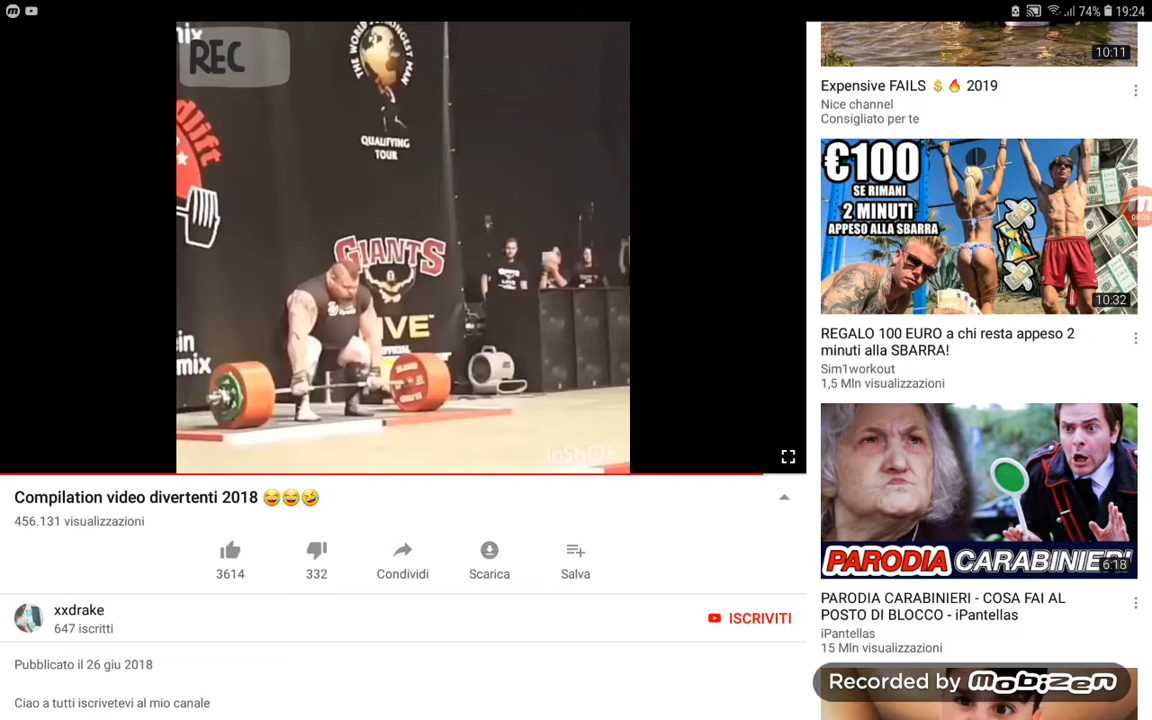 74% 19:24
REC
THE WORLD'S STRONGEST MAN
QUALIFYING
TOUR
GIANTS
LIVE
InShOt
Compilation video divertenti 2018 😂😂🤣
456.131 visualizzazioni
3614
332
Condividi
Scarica
Salva
xxdrake
647 iscritti
ISCRIVITI
Pubblicato il 26 giu 2018
Ciao a tutti iscrivetevi al mio canale
10:11
Expensive FAILS 💲🔥 2019
Nice channel
Consigliato per te
€100
SE RIMANI
2 MINUTI
APPESO ALLA SBARRA
10:32
08:26
REGALO 100 EURO a chi resta appeso 2
minuti alla SBARRA!
Sim1workout
1,5 Mln visualizzazioni
PARODIA CARABINIERI
6:18
PARODIA CARABINIERI - COSA FAI AL
POSTO DI BLOCCO - iPantellas
iPantellas
15 Mln visualizzazioni
Recorded by mobizen